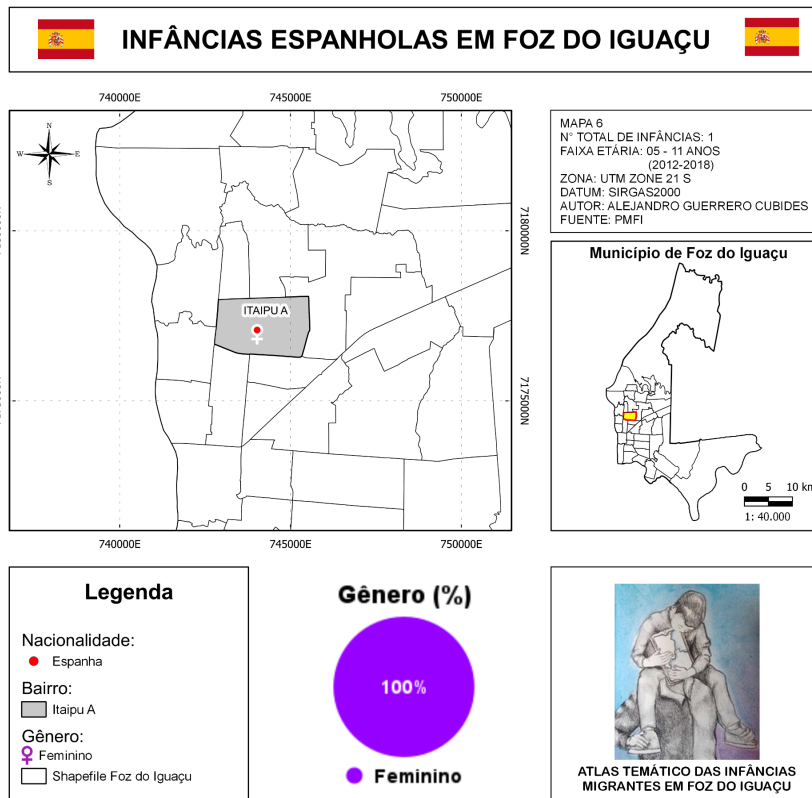 INFÂNCIAS ESPANHOLAS EM FOZ DO IGUAÇU
740000E 745000E 750000E
N
W E
S
7180000N
7175000N
ITAIPU A
740000E 745000E 750000E
MAPA 6
N° TOTAL DE INFÂNCIAS: 1
FAIXA ETÁRIA: 05 - 11 ANOS
(2012-2018)
ZONA: UTM ZONE 21 S
DATUM: SIRGAS2000
AUTOR: ALEJANDRO GUERRERO CUBIDES
FUENTE: PMFI
Município de Foz do Iguaçu
0 5 10 km
1: 40.000
Legenda
Nacionalidade:
Espanha
Bairro:
Itaipu A
Gênero:
Feminino
Shapefile Foz do Iguaçu
Gênero (%)
100%
Feminino
ATLAS TEMÁTICO DAS INFÂNCIAS
MIGRANTES EM FOZ DO IGUAÇU